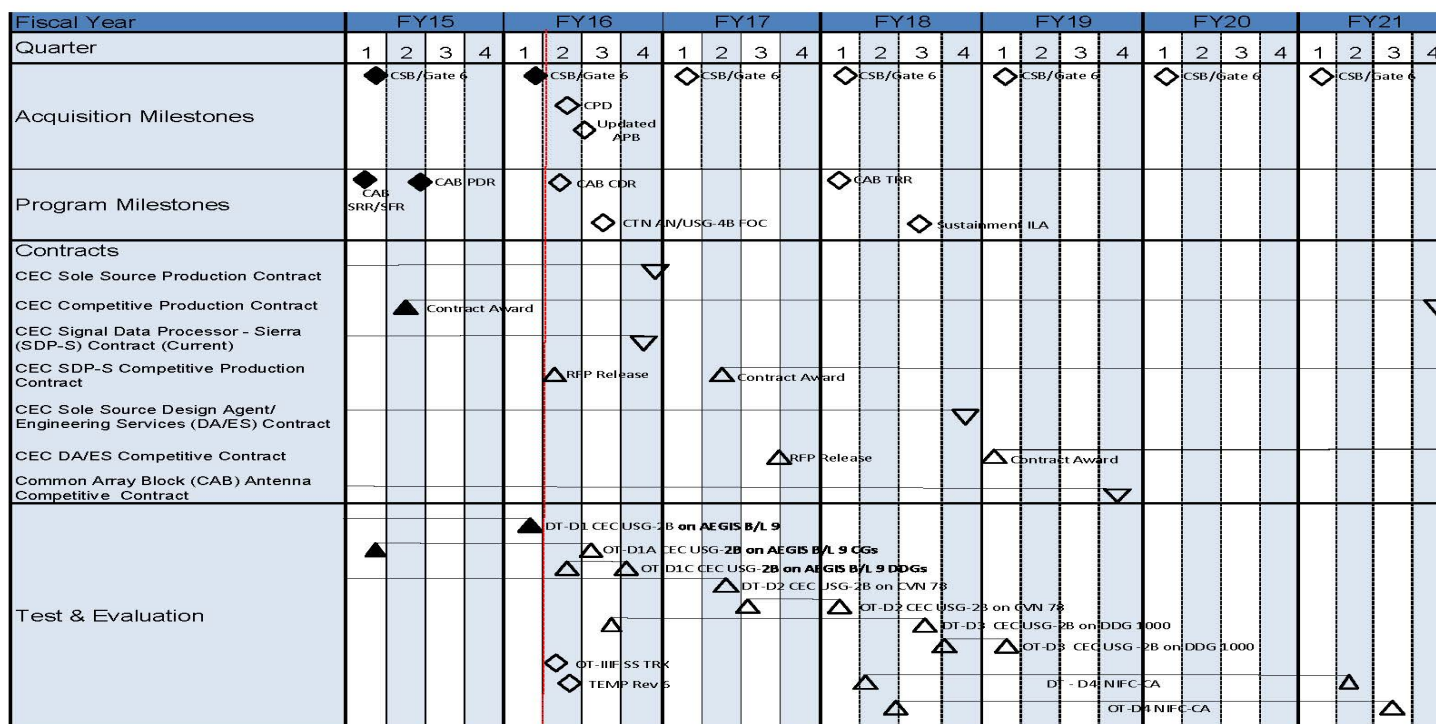 Fiscal Year FY15 FY16 FY17 FY18 FY19 FY20 FY21
Quarter 1 2 3 4 1 2 3 4 1 2 3 4 1 2 3 4 1 2 3 4 1 2 3 4 1 2 3 4
Acquisition Milestones
CSB/Gate 6 CSB/Gate 6 CSB/Gate 6 CSB/Gate 6 CSB/Gate 6 CSB/Gate 6 CSB/Gate 6
CPD
Updated
APB
Program Milestones
CAB
SRR/SFR
CAB PDR
CAB CDR
CAB TRR
CTN AN/USG-4B FOC
Sustainment ILA
Contracts
CEC Sole Source Production Contract
CEC Competitive Production Contract
Contract Award
CEC Signal Data Processor - Sierra
(SDP-S) Contract (Current)
CEC SDP-S Competitive Production
Contract
RFP Release
Contract Award
CEC Sole Source Design Agent/
Engineering Services (DA/ES) Contract
CEC DA/ES Competitive Contract
RFP Release
Contract Award
Common Array Block (CAB) Antenna
Competitive Contract
Test & Evaluation
DT-D1 CEC USG-2B on AEGIS B/L 9
OT-D1A CEC USG-2B on AEGIS B/L 9 CGs
OT-D1C CEC USG-2B on AEGIS B/L 9 DDGs
DT-D2 CEC USG-2B on CVN 78
OT-D2 CEC USG-2B on CVN 78
DT-D3 CEC USG-2B on DDG 1000
OT-D3 CEC USG -2B on DDG 1000
OT-IIIF SS TRX
TEMP Rev 6
DT - D4 NIFC-CA
OT-D4 NIFC-CA